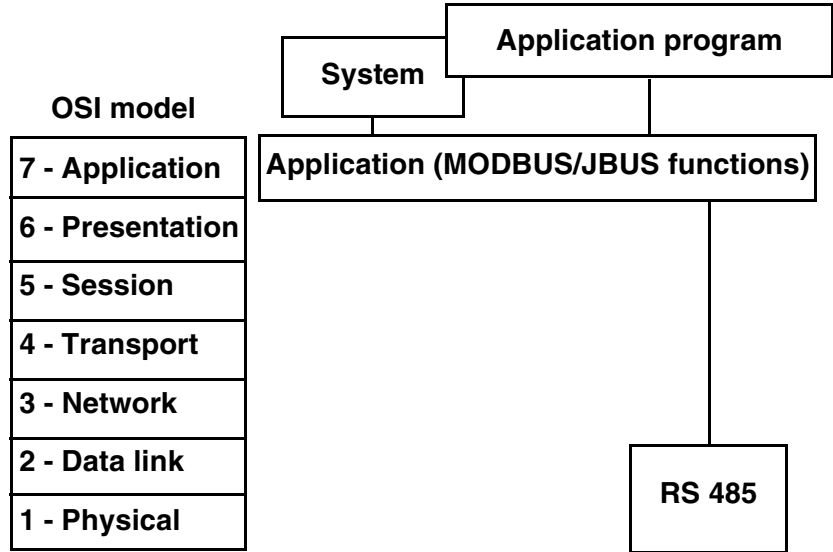 Application program
System
OSI model
7 - Application
Application (MODBUS/JBUS functions)
6 - Presentation
5 - Session
4 - Transport
3 - Network
2 - Data link
RS 485
1 - Physical